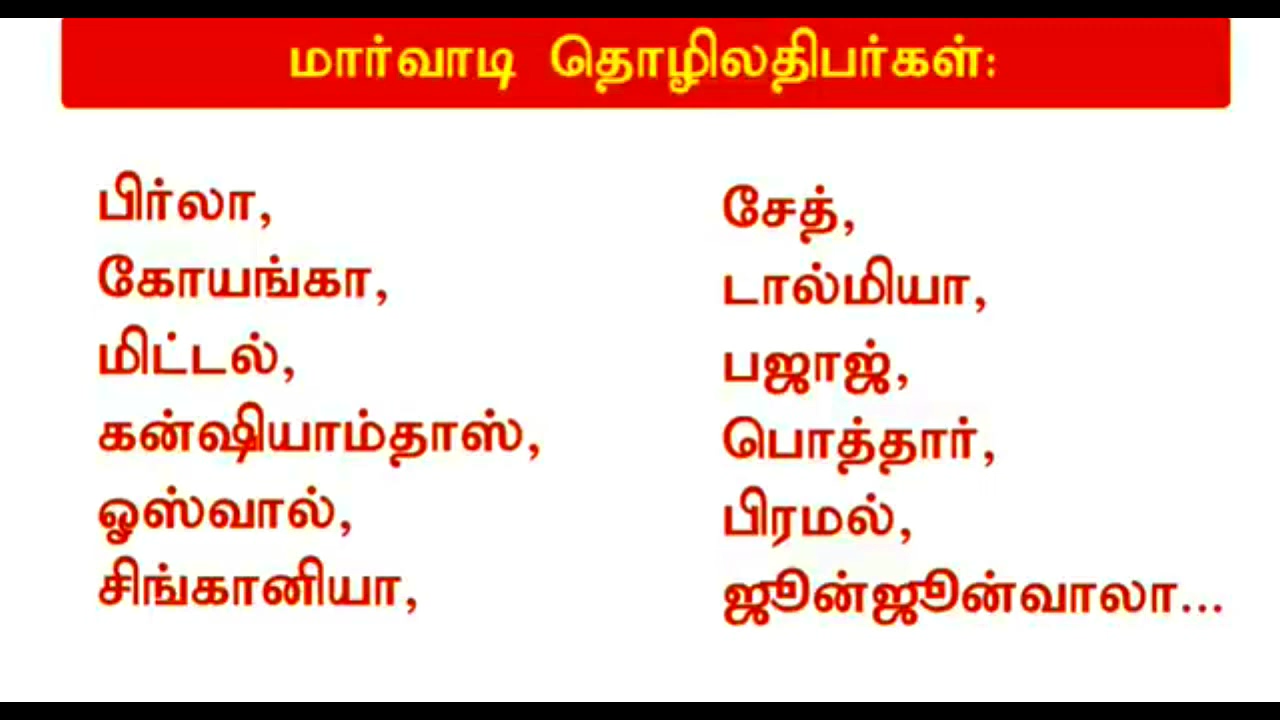 மார்வாடி தொழிலதிபர்கள்:
பிர்லா,
கோயங்கா,
மிட்டல்,
கன்ஷியாம்தாஸ்,
ஓஸ்வால்,
சிங்கானியா,
சேத்,
டால்மியா,
பஜாஜ்,
பொத்தார்,
பிரமல்,
ஜூன்ஜூன்வாலா...